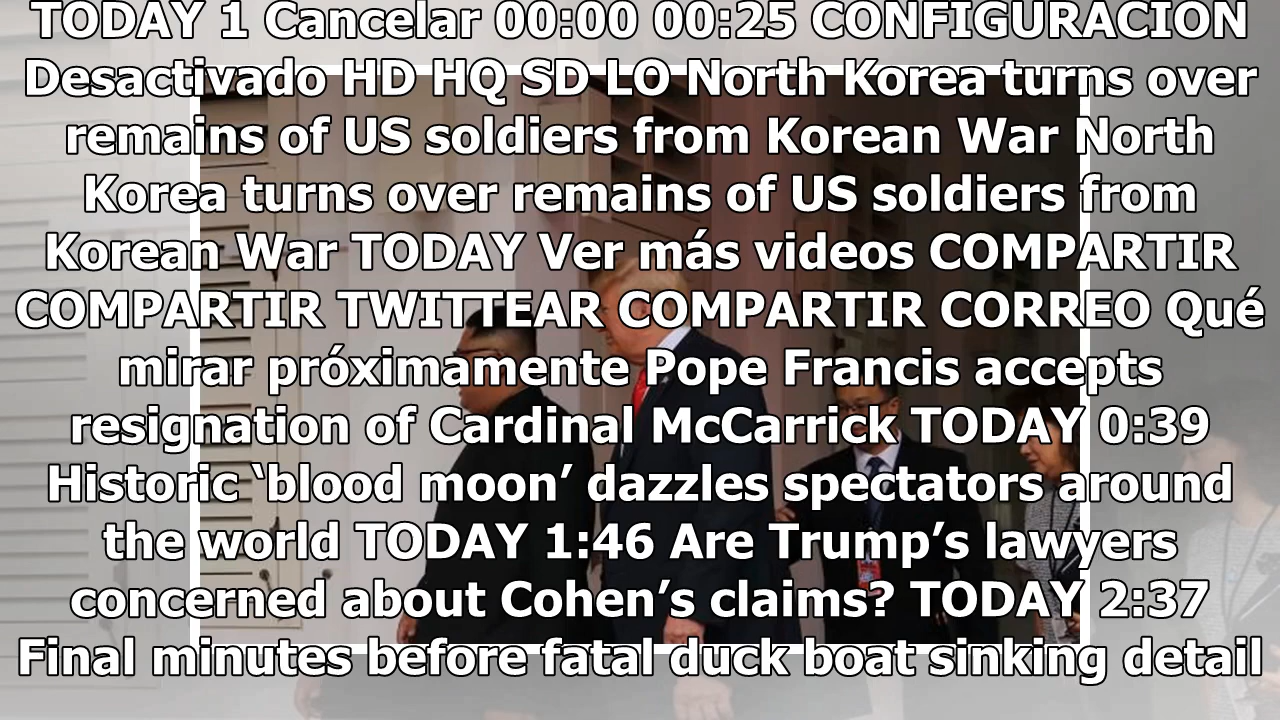 TODAY 1 Cancelar 00:00 00:25 CONFIGURACIÓN
Desactivado HD HQ SD LO North Korea turns over
remains of US soldiers from Korean War North
Korea turns over remains of US soldiers from
Korean War TODAY Ver más videos COMPARTIR
COMPARTIR TWITTEAR COMPARTIR CORREO Qué
mirar próximamente Pope Francis accepts
resignation of Cardinal McCarrick TODAY 0:39
Historic ‘blood moon’ dazzles spectators around
the world TODAY 1:46 Are Trump’s lawyers
concerned about Cohen’s claims? TODAY 2:37
Final minutes before fatal duck boat sinking detail